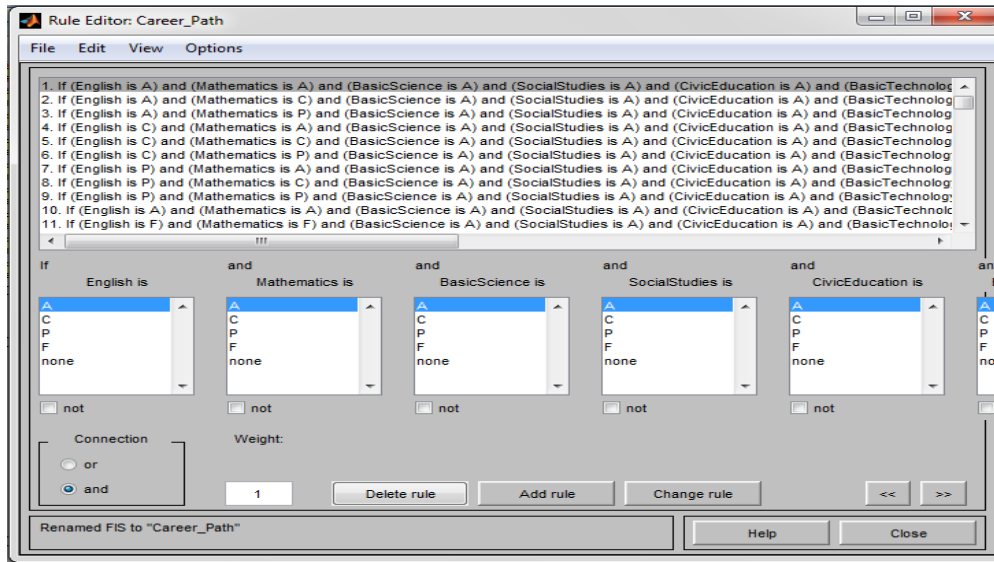 Rule Editor: Career_Path
File Edit View Options
1. If (English is A) and (Mathematics is A) and (BasicScience is A) and (SocialStudies is A) and (CivicEducation is A) and (BasicTechnolog
2. If (English is A) and (Mathematics is C) and (BasicScience is A) and (SocialStudies is A) and (CivicEducation is A) and (BasicTechnolog
3. If (English is A) and (Mathematics is P) and (BasicScience is A) and (SocialStudies is A) and (CivicEducation is A) and (BasicTechnolog
4. If (English is C) and (Mathematics is A) and (BasicScience is A) and (SocialStudies is A) and (CivicEducation is A) and (BasicTechnolog
5. If (English is C) and (Mathematics is C) and (BasicScience is A) and (SocialStudies is A) and (CivicEducation is A) and (BasicTechnolog
6. If (English is C) and (Mathematics is P) and (BasicScience is A) and (SocialStudies is A) and (CivicEducation is A) and (BasicTechnolog
7. If (English is P) and (Mathematics is A) and (BasicScience is A) and (SocialStudies is A) and (CivicEducation is A) and (BasicTechnolog
8. If (English is P) and (Mathematics is C) and (BasicScience is A) and (SocialStudies is A) and (CivicEducation is A) and (BasicTechnolog
9. If (English is P) and (Mathematics is P) and (BasicScience is A) and (SocialStudies is A) and (CivicEducation is A) and (BasicTechnolog
10. If (English is A) and (Mathematics is A) and (BasicScience is A) and (SocialStudies is A) and (CivicEducation is A) and (BasicTechnolo
11. If (English is F) and (Mathematics is F) and (BasicScience is A) and (SocialStudies is A) and (CivicEducation is A) and (BasicTechnolo
If and and and and an
English is Mathematics is BasicScience is SocialStudies is CivicEducation is
A A A A A A
C C C C C C
P P P P P P
F F F F F F
none none none none none no
not not not not not
Connection Weight:
or
and 1 Delete rule Add rule Change rule << >>
Renamed FIS to "Career_Path" Help Close